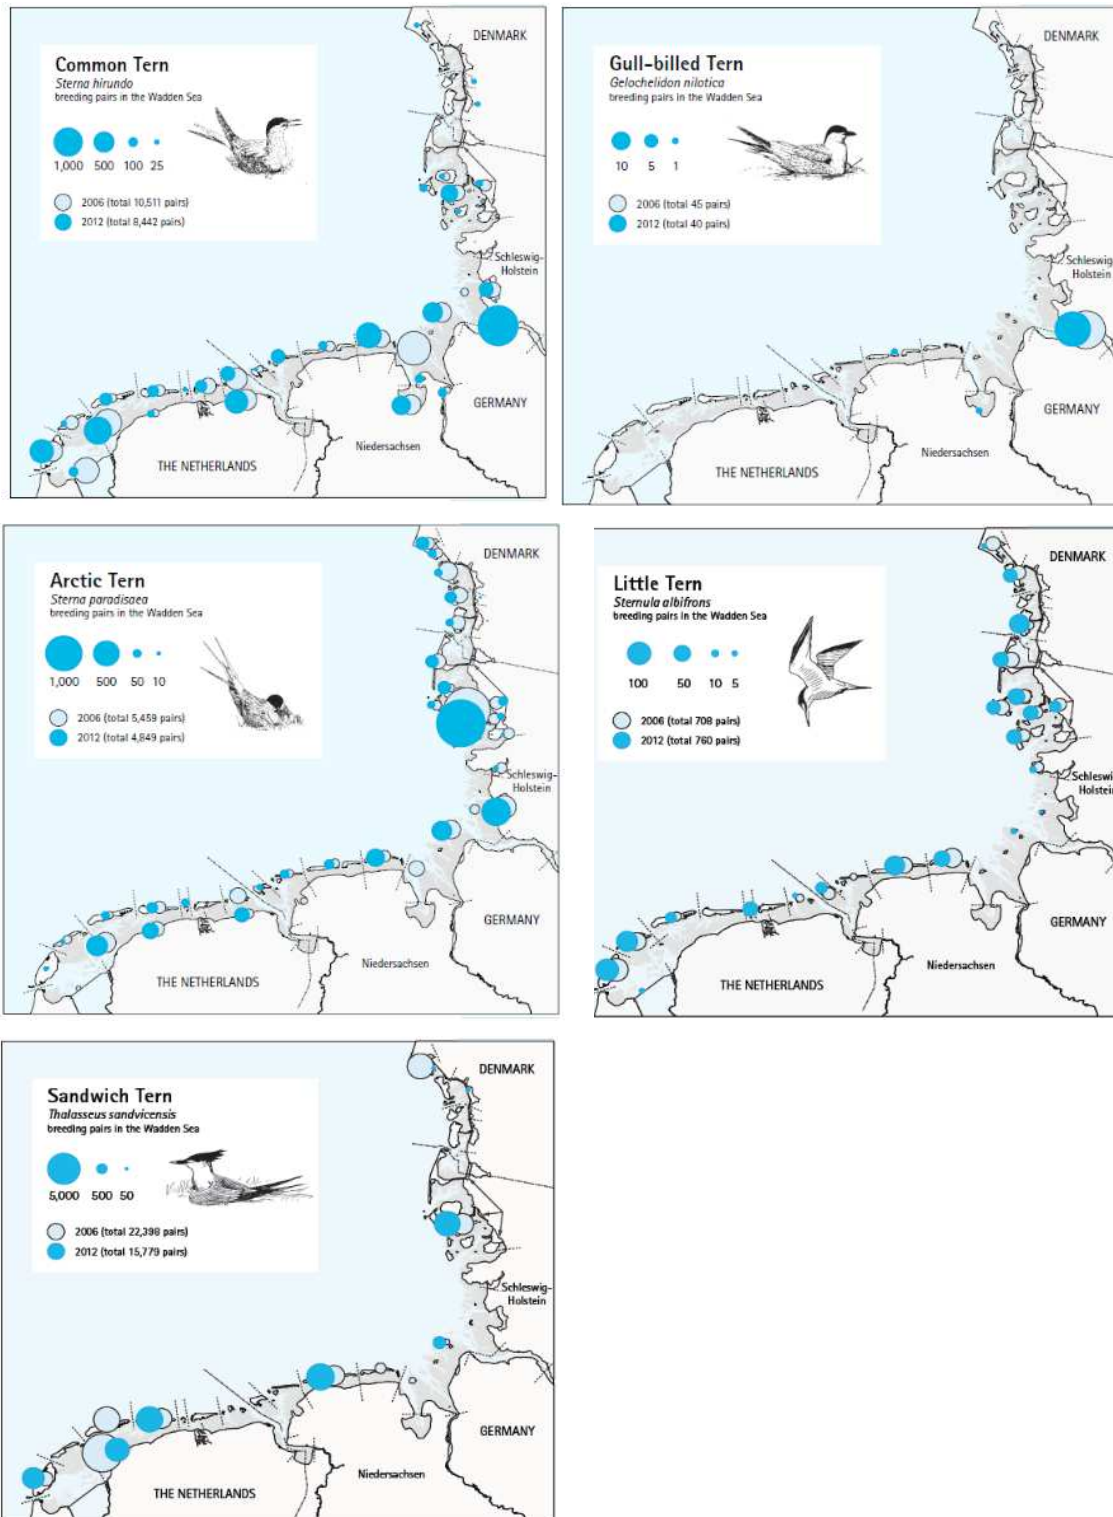 DENMARK
Common Tern
Sterna hirundo
breeding pairs in the Wadden Sea
1,000 500 100 25
2006 (total 10,511 pairs)
2012 (total 8,442 pairs)
Schleswig-
Holstein
GERMANY
Niedersachsen
THE NETHERLANDS
DENMARK
Gull-billed Tern
Gelochelidon nilotica
breeding pairs in the Wadden Sea
10 5 1
2006 (total 45 pairs)
2012 (total 40 pairs)
Schleswig-
Holstein
GERMANY
Niedersachsen
THE NETHERLANDS
DENMARK
Arctic Tern
Sterna paradisaea
breeding pairs in the Wadden Sea
1,000 500 50 10
2006 (total 5,459 pairs)
2012 (total 4,849 pairs)
Schleswig-
Holstein
GERMANY
Niedersachsen
THE NETHERLANDS
DENMARK
Little Tern
Sternula albifrons
breeding pairs in the Wadden Sea
100 50 10 5
2006 (total 708 pairs)
2012 (total 760 pairs)
Schleswig-
Holstein
GERMANY
Niedersachsen
THE NETHERLANDS
DENMARK
Sandwich Tern
Thalasseus sandvicensis
breeding pairs in the Wadden Sea
5,000 500 50
2006 (total 22,398 pairs)
2012 (total 15,779 pairs)
Schleswig-
Holstein
GERMANY
Niedersachsen
THE NETHERLANDS